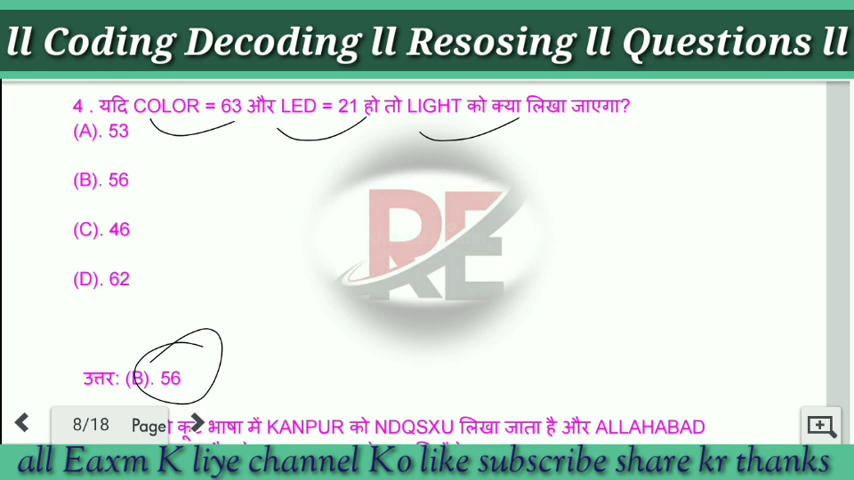 ll Coding Decoding ll Resosing ll Questions ll
4 . यदि COLOR = 63 और LED = 21 हो तो LIGHT को क्या लिखा जाएगा?
(A). 53
(B). 56
(C). 46
(D). 62
RE
उत्तर: (B). 56
8/18 Page कूट भाषा में KANPUR को NDQSXU लिखा जाता है और ALLAHABAD
all Eaxm K liye channel Ko like subscribe share kr thanks